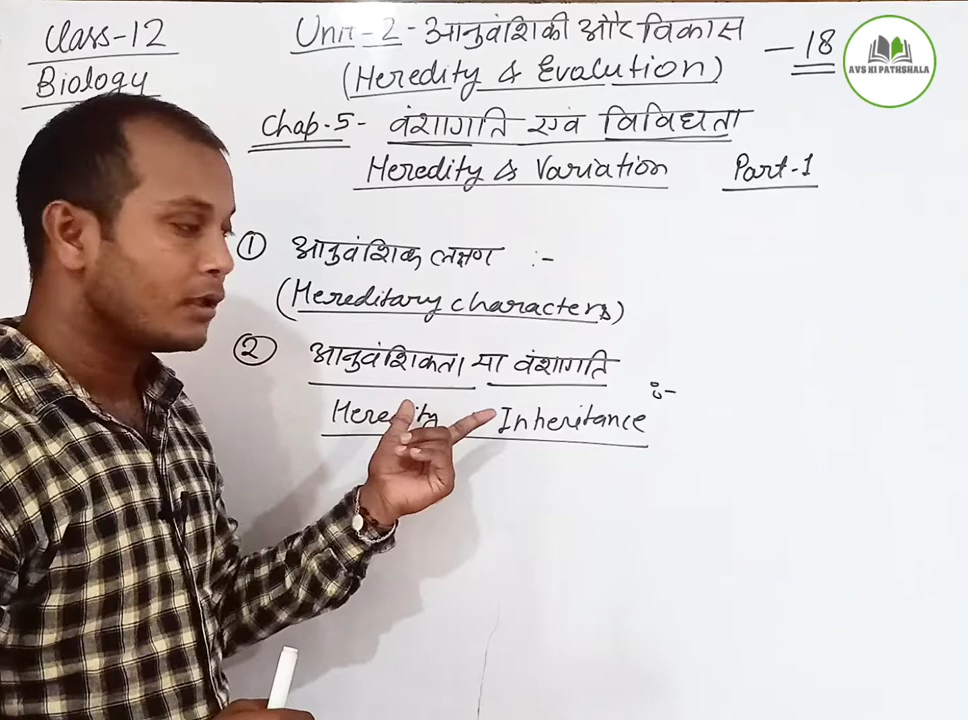 Class-12
Biology
Unit-2-आनुवंशिकी और विकास
(Heredity & Evalution) - 18
AVS KI PATHSHALA
Chap.5- वंशागति एवं विविधता
Heredity & Variation Part-1
① आनुवंशिक लक्षण :-
(Hereditary characters)
② आनुवंशिकता या वंशागति :-
Heredity Inheritance